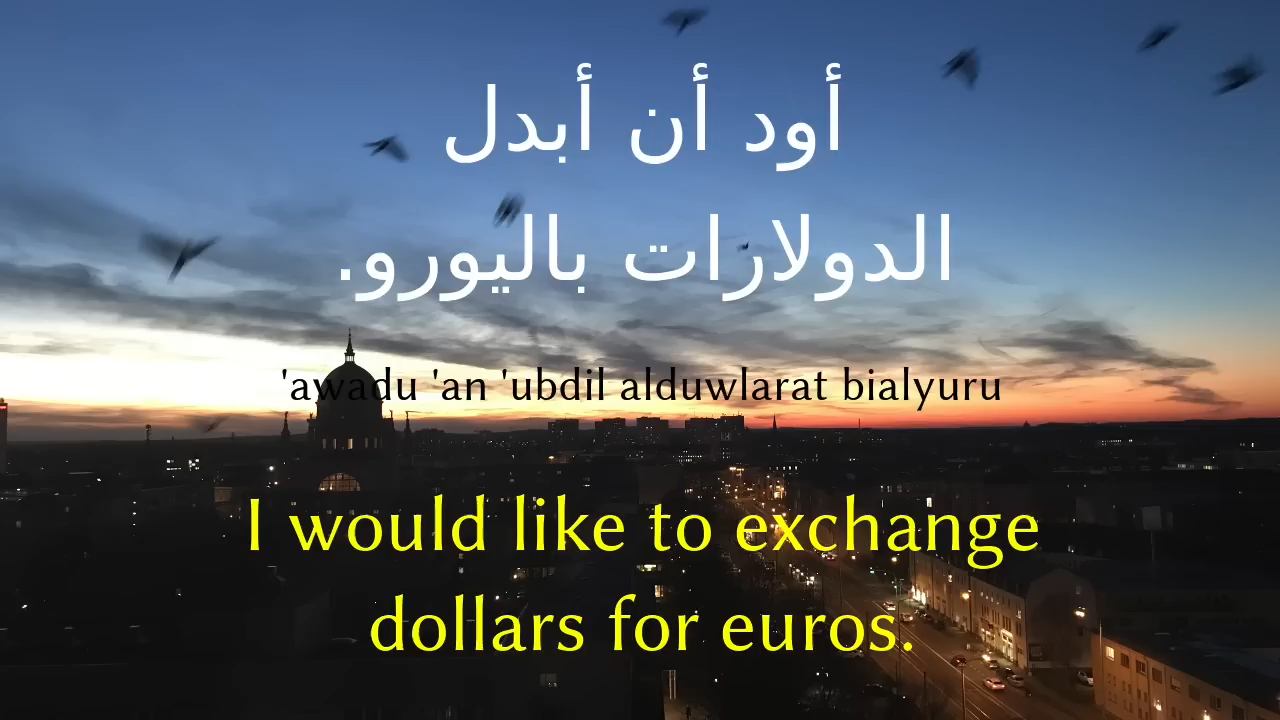 أود أن أبدل
الدولارات باليورو.
'awadu 'an 'ubdil alduwlarat bialyuru
I would like to exchange
dollars for euros.